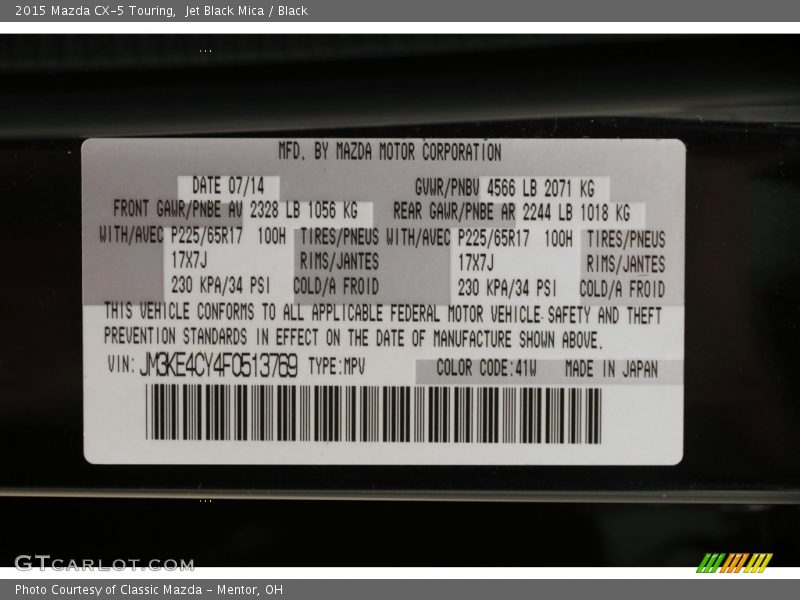 2015 Mazda CX-5 Touring, Jet Black Mica / Black
MFD. BY MAZDA MOTOR CORPORATION
DATE 07/14 GVWR/PNBV 4566 LB 2071 KG
FRONT GAWR/PNBE AV 2328 LB 1056 KG REAR GAWR/PNBE AR 2244 LB 1018 KG
WITH/AVEC P225/65R17 100H TIRES/PNEUS WITH/AVEC P225/65R17 100H TIRES/PNEUS
17X7J RIMS/JANTES 17X7J RIMS/JANTES
230 KPA/34 PSI COLD/A FROID 230 KPA/34 PSI COLD/A FROID
THIS VEHICLE CONFORMS TO ALL APPLICABLE FEDERAL MOTOR VEHICLE SAFETY AND THEFT
PREVENTION STANDARDS IN EFFECT ON THE DATE OF MANUFACTURE SHOWN ABOVE.
VIN: JM3KE4CY4F0513769 TYPE:MPV COLOR CODE:41W MADE IN JAPAN
GTCARLOT.COM
Photo Courtesy of Classic Mazda - Mentor, OH